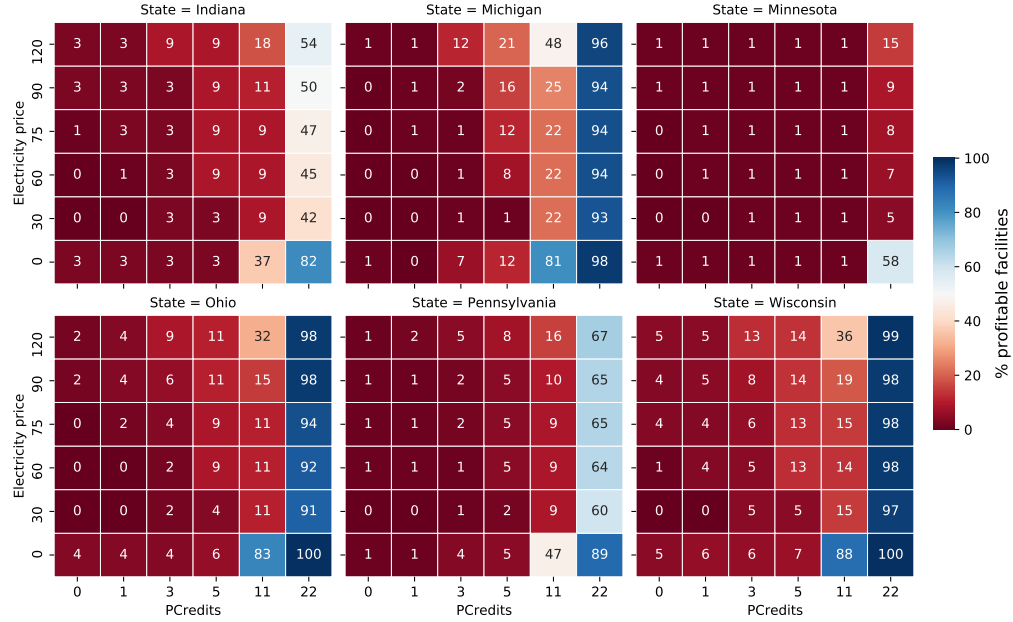 State = Indiana State = Michigan State = Minnesota
Electricity price
120 3 3 9 9 18 54 1 1 12 21 48 96 1 1 1 1 1 15
90 3 3 3 9 11 50 0 1 2 16 25 94 1 1 1 1 1 9
75 1 3 3 9 9 47 0 1 1 12 22 94 0 1 1 1 1 8
60 0 1 3 9 9 45 0 0 1 8 22 94 0 1 1 1 1 7
30 0 0 3 3 9 42 0 0 1 1 22 93 0 0 1 1 1 5
0 3 3 3 3 37 82 1 0 7 12 81 98 1 1 1 1 1 58
State = Ohio State = Pennsylvania State = Wisconsin
Electricity price
120 2 4 9 11 32 98 1 2 5 8 16 67 5 5 13 14 36 99
90 2 4 6 11 15 98 1 1 2 5 10 65 4 5 8 14 19 98
75 0 2 4 9 11 94 1 1 2 5 9 65 4 4 6 13 15 98
60 0 0 2 9 11 92 1 1 1 5 9 64 1 4 5 13 14 98
30 0 0 2 4 11 91 0 0 1 2 9 60 0 0 5 5 15 97
0 4 4 4 6 83 100 1 1 4 5 47 89 5 6 6 7 88 100
0 1 3 5 11 22 0 1 3 5 11 22 0 1 3 5 11 22
PCredits PCredits PCredits
100
80
60
40
20
0
% profitable facilities